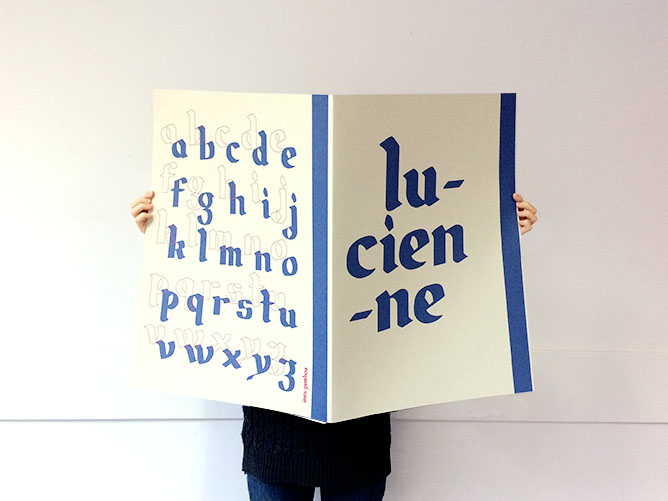 abcde
fghij
klmno
pqrstu
vwxyz
lu-
cien
-ne